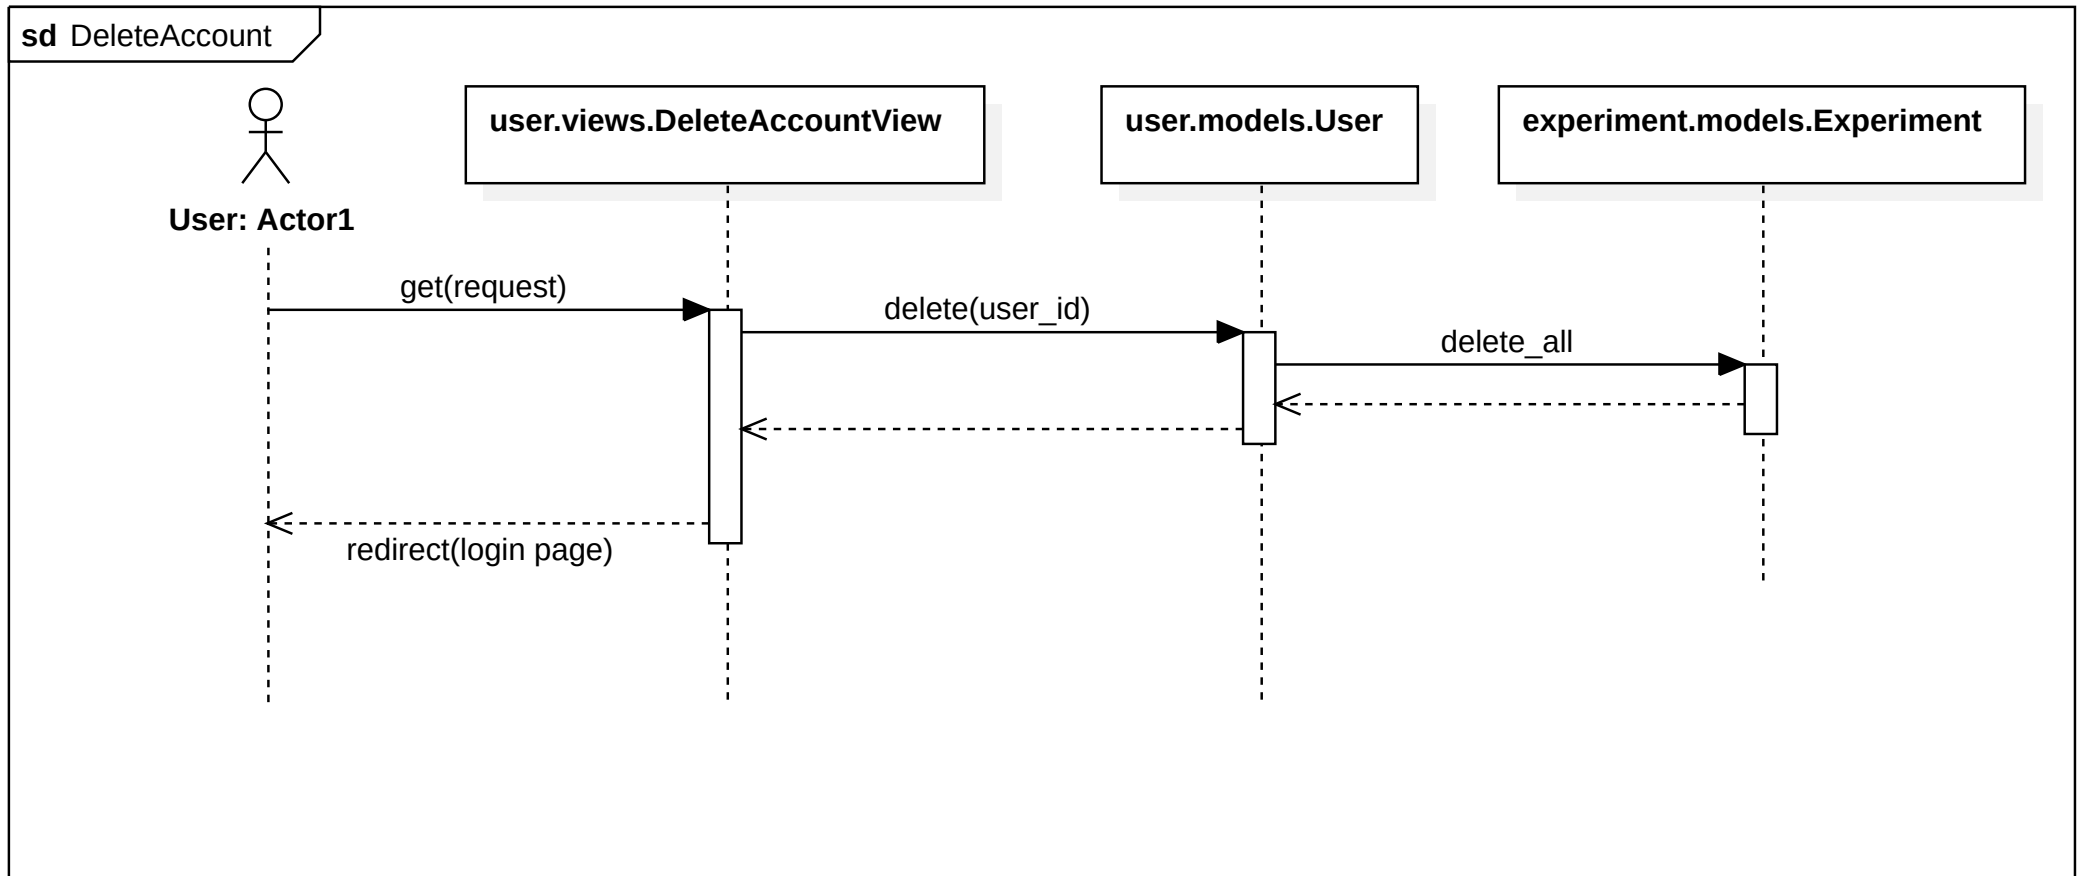 sd DeleteAccount
user.views.DeleteAccountView
user.models.User
experiment.models.Experiment
User: Actor1
get(request)
delete(user_id)
delete_all
redirect(login page)